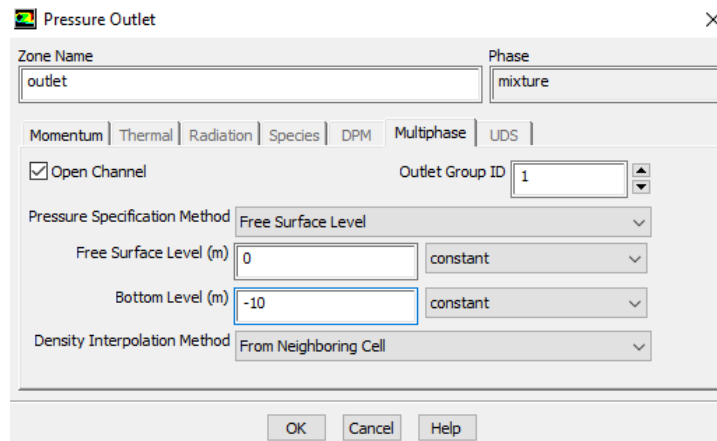 Pressure Outlet
Zone Name Phase
outlet mixture
Momentum Thermal Radiation Species DPM Multiphase UDS
Open Channel Outlet Group ID 1
Pressure Specification Method Free Surface Level
Free Surface Level (m) 0 constant
Bottom Level (m) -10 constant
Density Interpolation Method From Neighboring Cell
OK Cancel Help